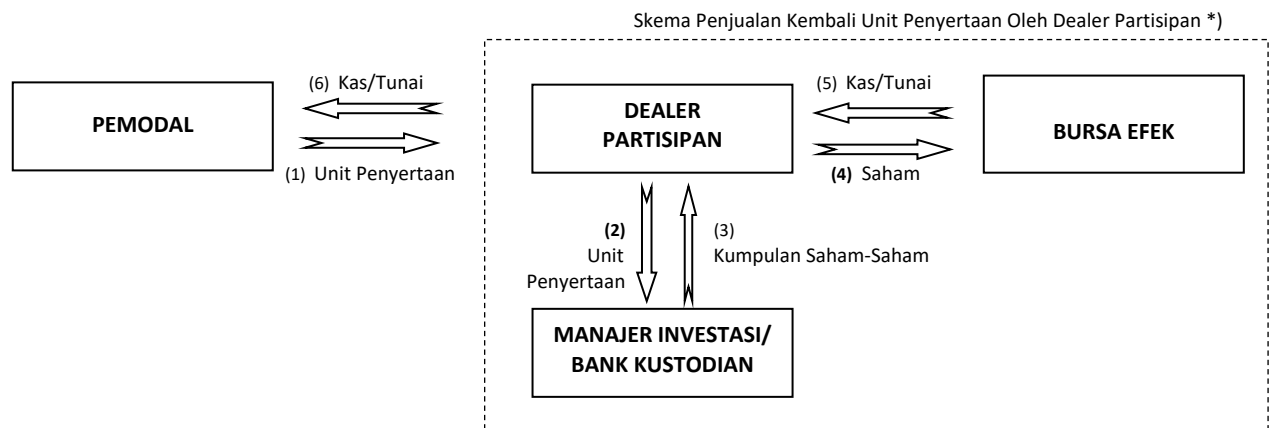 Skema Penjualan Kembali Unit Penyertaan Oleh Dealer Partisipan *)
(6) Kas/Tunai
(5) Kas/Tunai
PEMODAL
DEALER
PARTISIPAN
BURSA EFEK
(1) Unit Penyertaan
(4) Saham
(2)
Unit
Penyertaan
(3)
Kumpulan Saham-Saham
MANAJER INVESTASI/
BANK KUSTODIAN